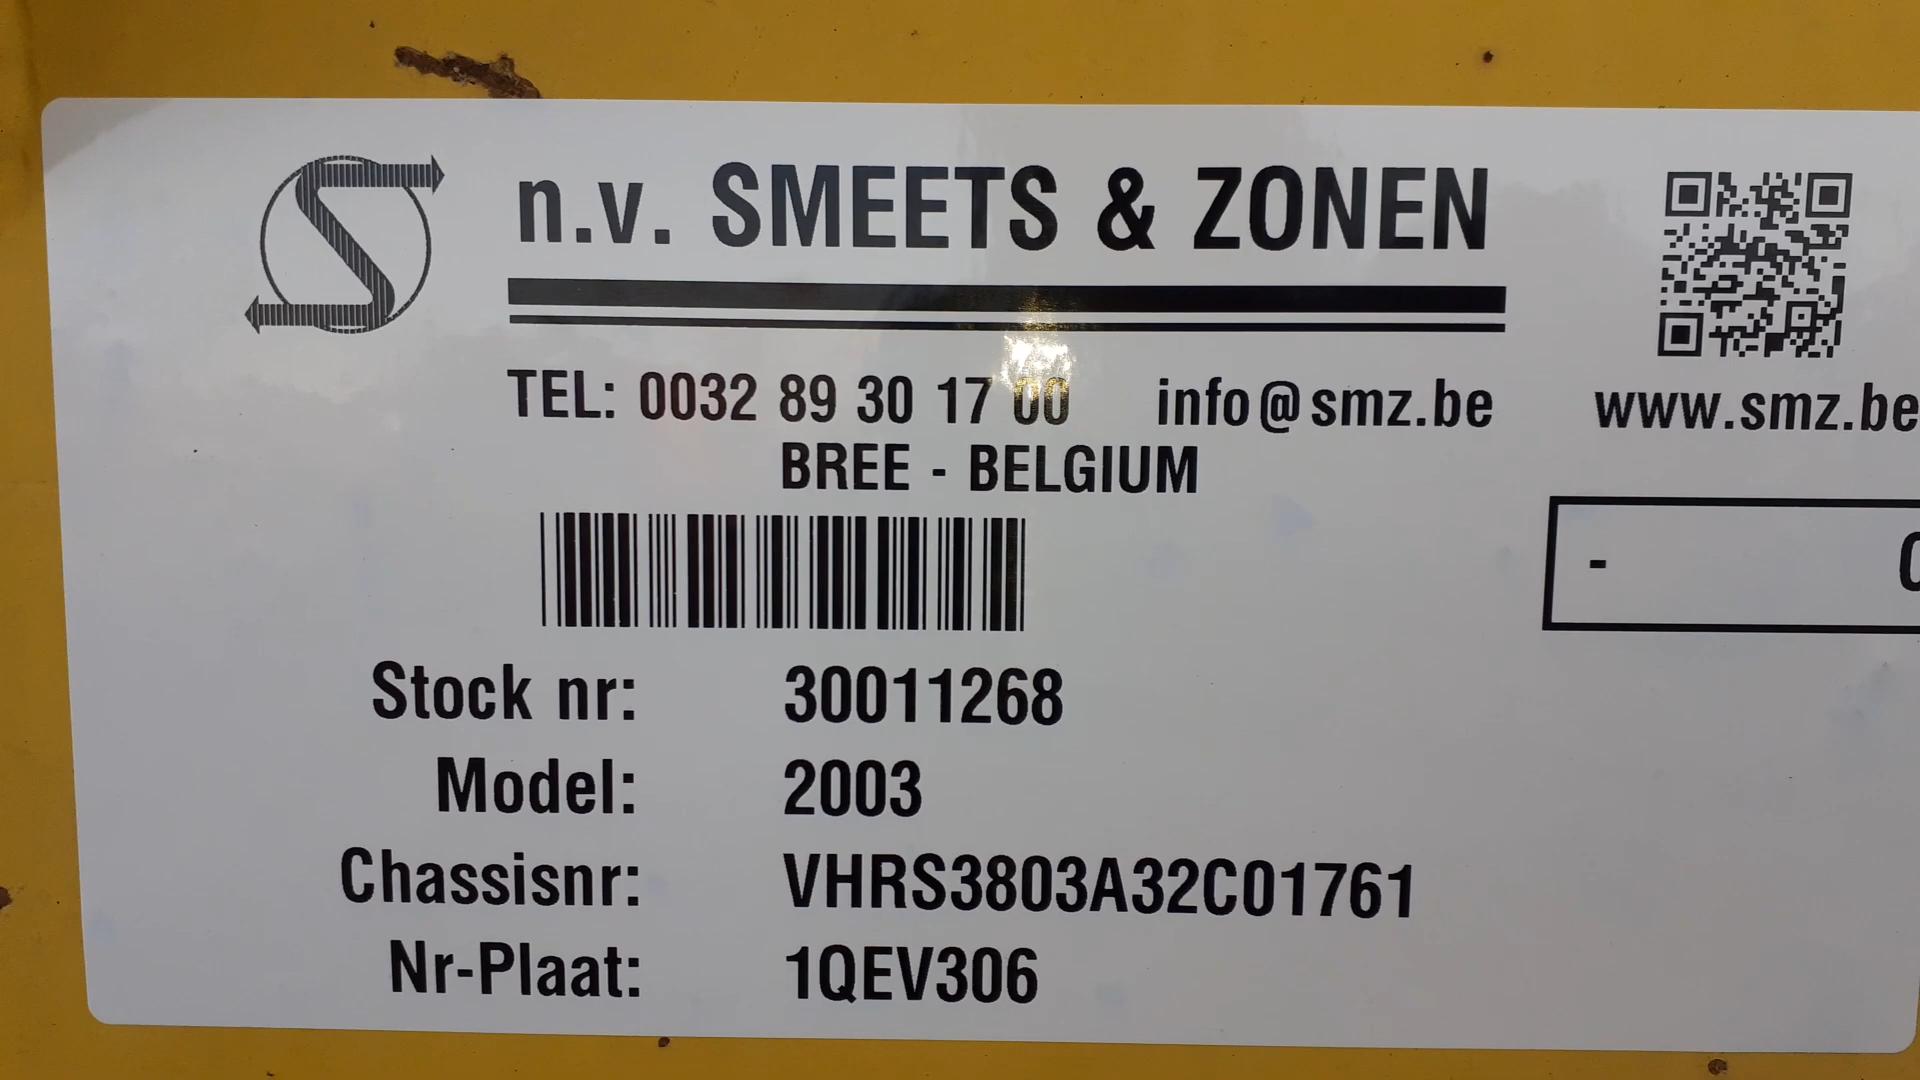 n.v. SMEETS & ZONEN
TEL: 0032 89 30 17 00 info@smz.be www.smz.be
BREE - BELGIUM
-
Stock nr: 30011268
Model: 2003
Chassisnr: VHRS3803A32C01761
Nr-Plaat: 1QEV306